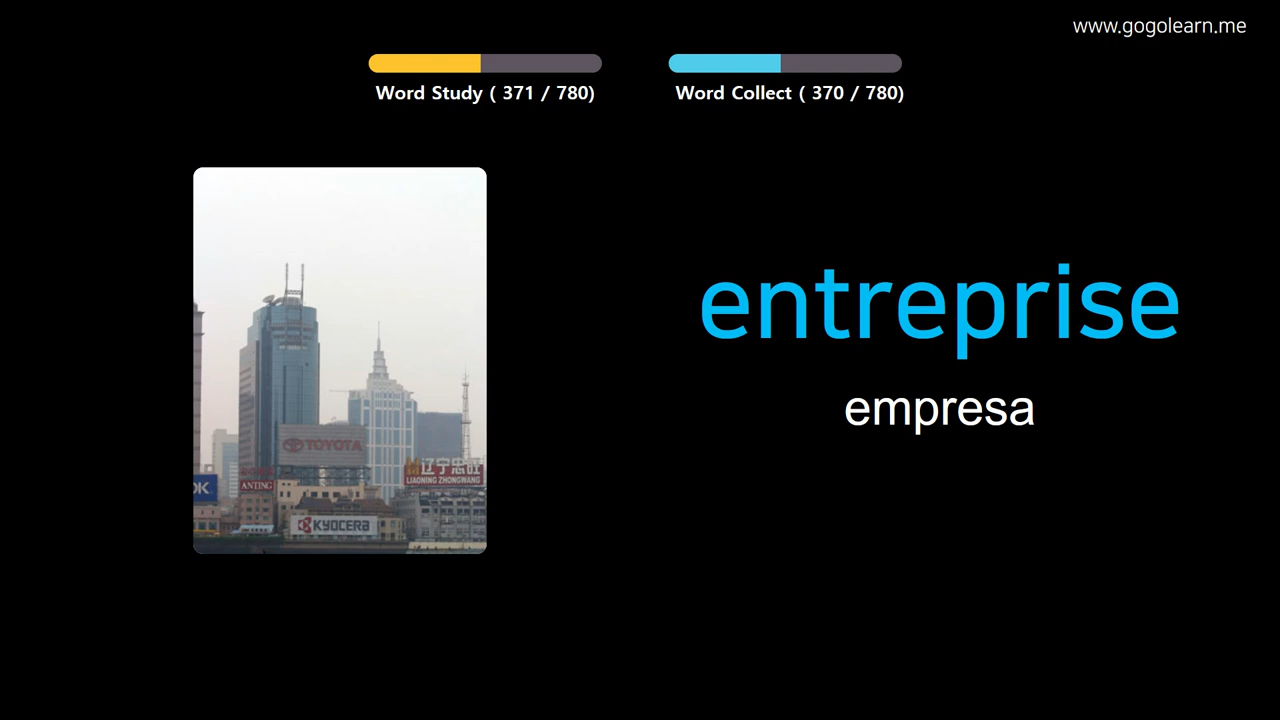 www.gogolearn.me
Word Study ( 371 / 780)
Word Collect ( 370 / 780)
entreprise
empresa
TOYOTA
辽宁忠旺
LIAONING ZHONGWANG
OK
ANTING
KYOCERA